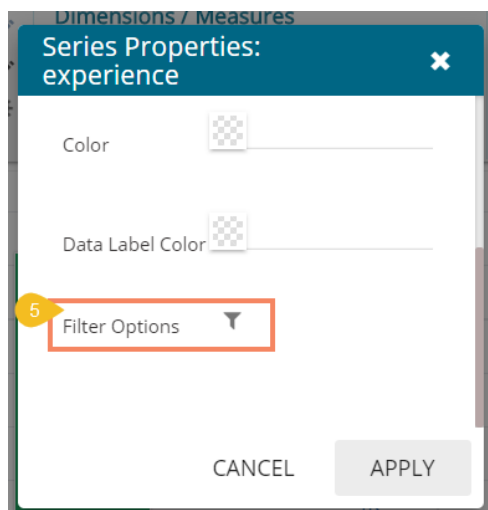 Dimensions / Measures
Series Properties:
experience
Color
Data Label Color
5
Filter Options
CANCEL
APPLY